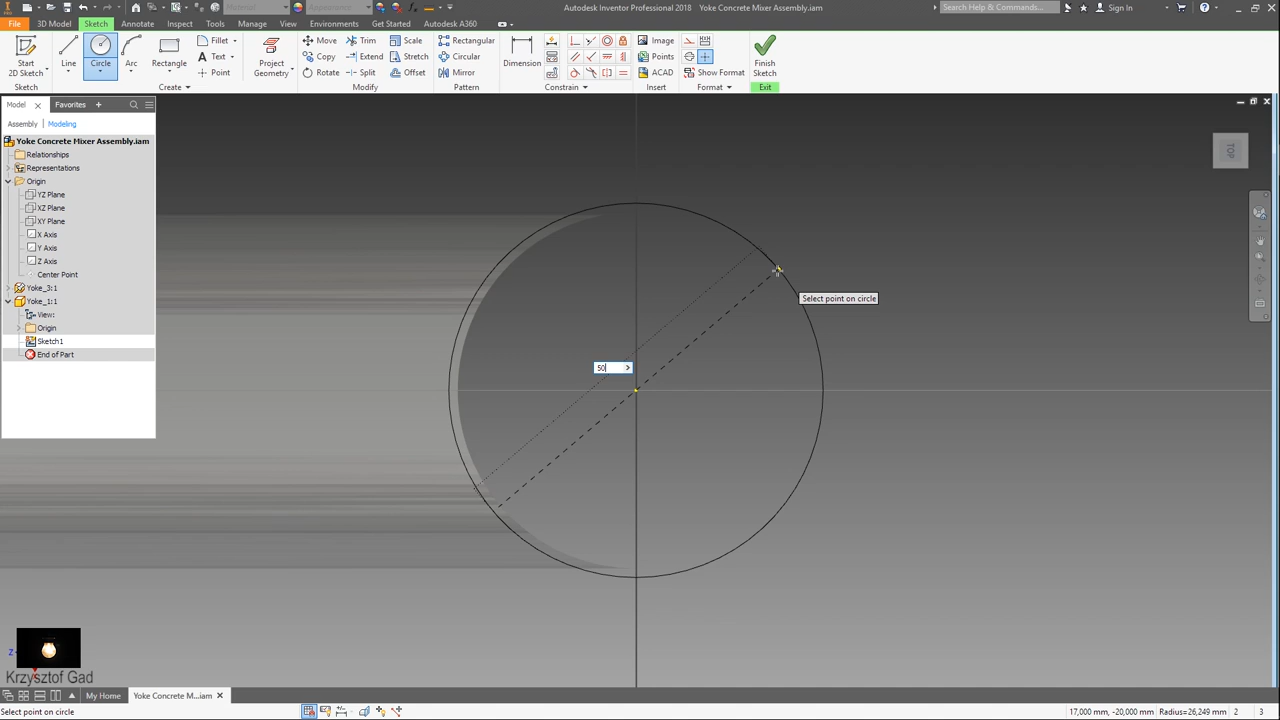 Material
Appearance
Autodesk Inventor Professional 2018 Yoke Concrete Mixer Assembly.iam
Search Help & Commands...
Sign In
File 3D Model Sketch Annotate Inspect Tools Manage View Environments Get Started Autodesk A360
Start
2D Sketch
Line
Circle
Arc
Rectangle
Fillet
Text
Point
Project
Geometry
Move Trim Scale
Copy Extend Stretch
Rotate Split Offset
Rectangular
Circular
Mirror
Dimension
Image
Points
ACAD
Show Format
Finish
Sketch
Sketch Create Modify Pattern Constrain Insert Format Exit
Model Favorites
Assembly Modeling
Yoke Concrete Mixer Assembly.iam
Relationships
Representations
Origin
YZ Plane
XZ Plane
XY Plane
X Axis
Y Axis
Z Axis
Center Point
Yoke_3:1
Yoke_1:1
View:
Origin
Sketch1
End of Part
TOP
Select point on circle
50
Z
Krzysztof Gad
My Home Yoke Concrete M...iam
Select point on circle
17,000 mm, -20,000 mm Radius=26,249 mm 2 3